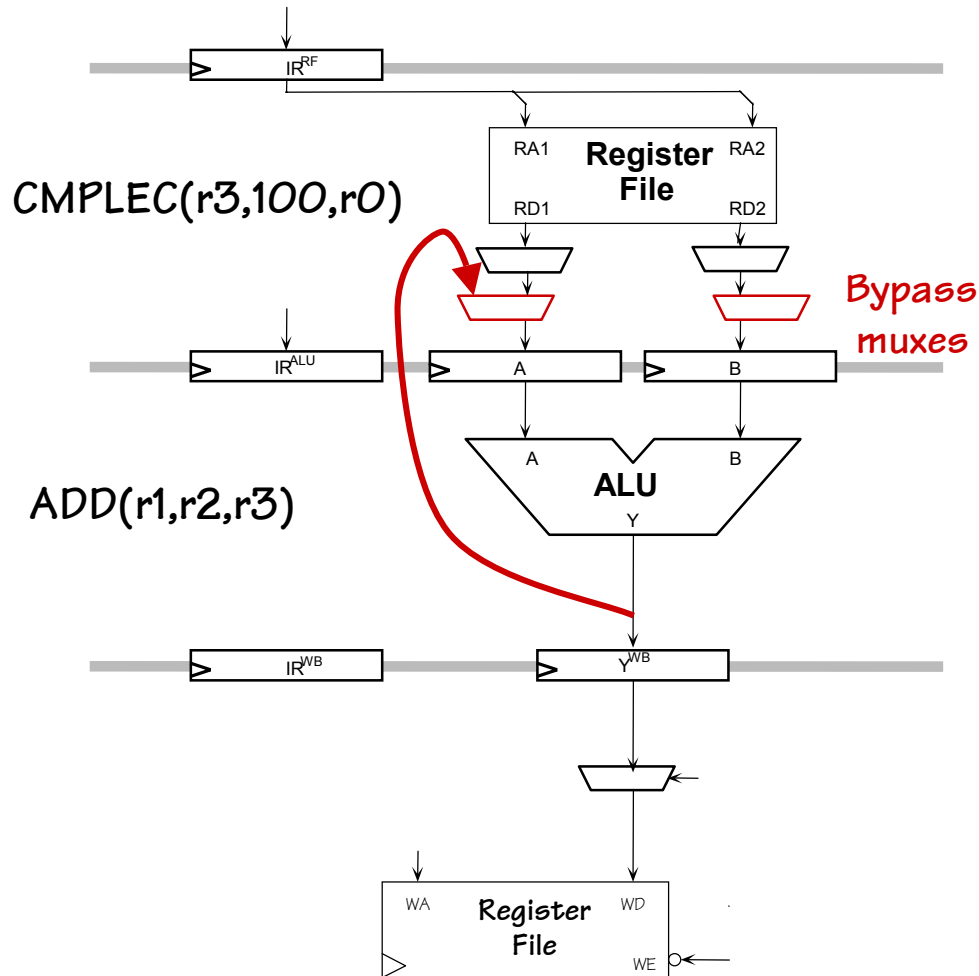 IR^RF
RA1 Register RA2
File
CMPLEC(r3,100,r0)
RD1 RD2
Bypass
muxes
IR^ALU A B
A B
ALU
ADD(r1,r2,r3)
Y
IR^WB Y^WB
WA Register WD
File
WE